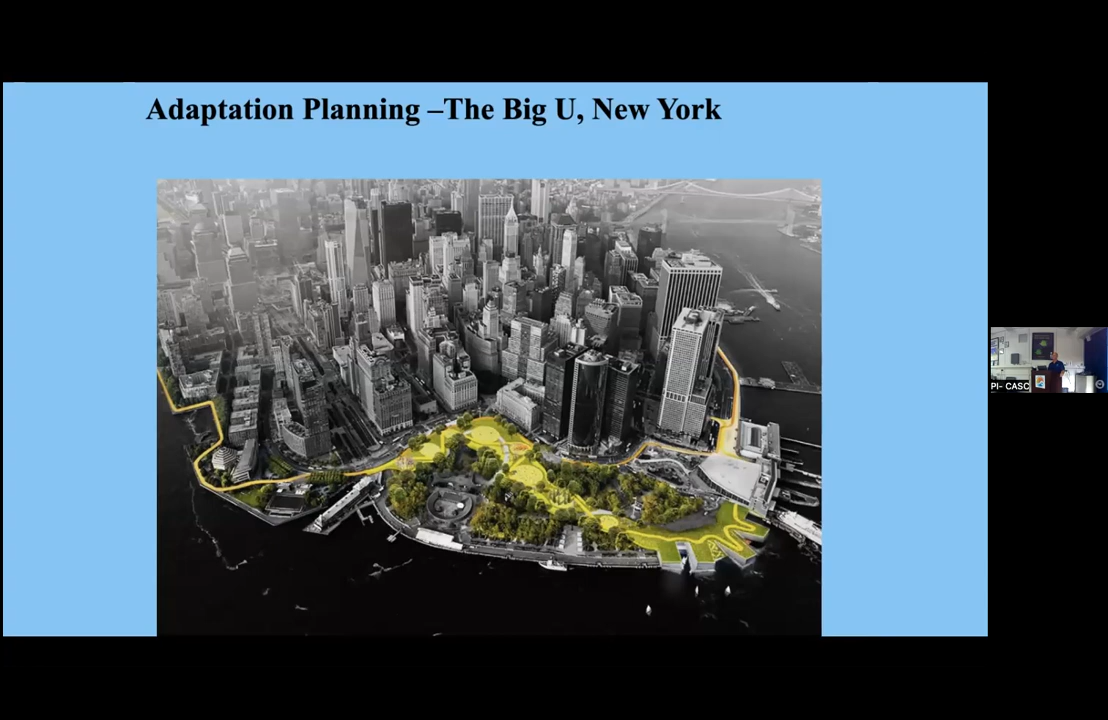 Adaptation Planning –The Big U, New York
PI- CASC